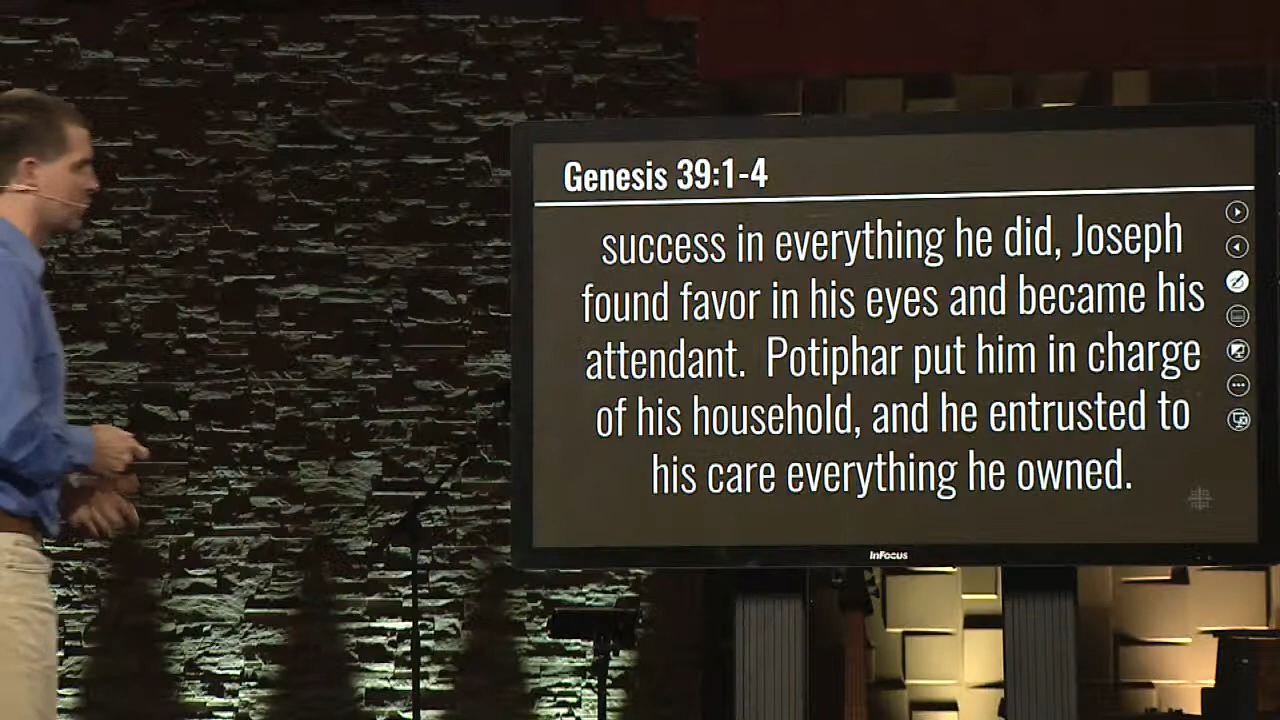 Genesis 39:1-4
success in everything he did, Joseph
found favor in his eyes and became his
attendant.  Potiphar put him in charge
of his household, and he entrusted to
his care everything he owned.
InFocus